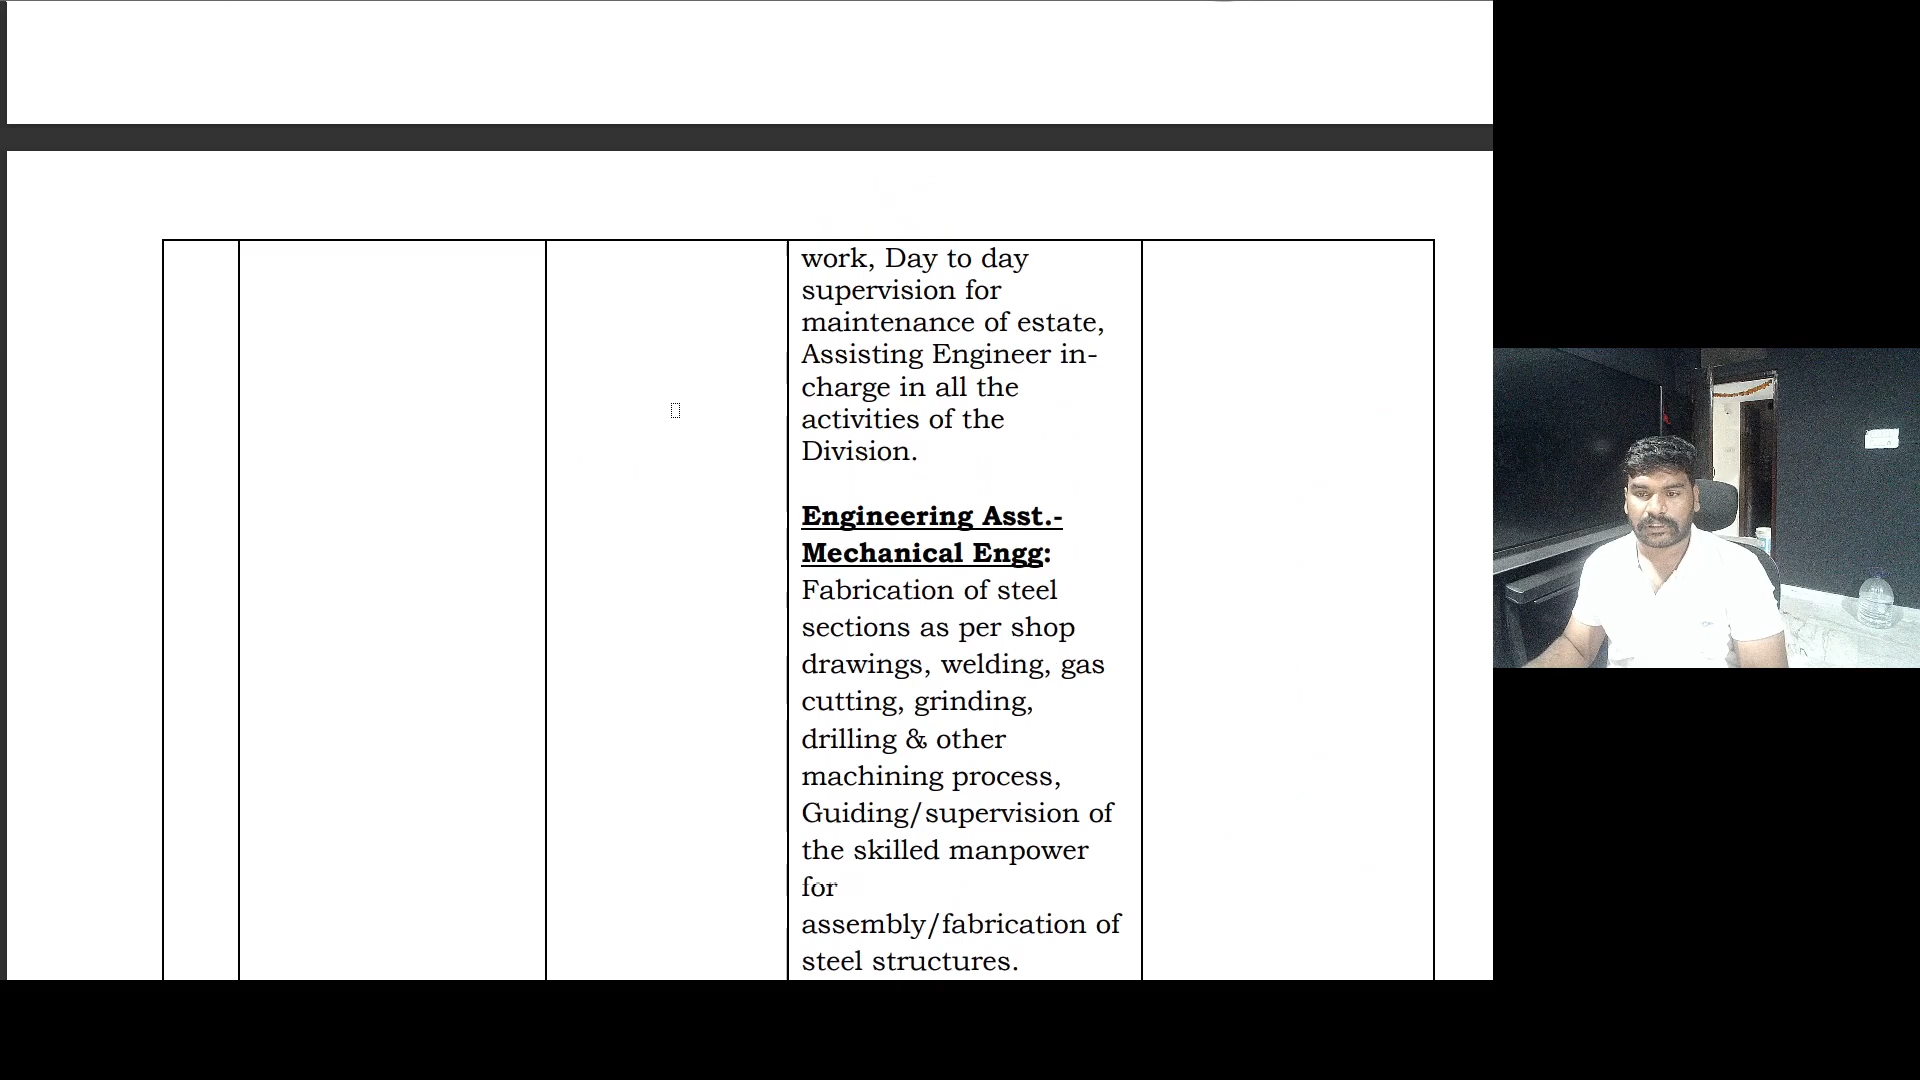 work, Day to day
supervision for
maintenance of estate,
Assisting Engineer in-
charge in all the
activities of the
Division.
Engineering Asst.-
Mechanical Engg:
Fabrication of steel
sections as per shop
drawings, welding, gas
cutting, grinding,
drilling & other
machining process,
Guiding/supervision of
the skilled manpower
for
assembly/fabrication of
steel structures.